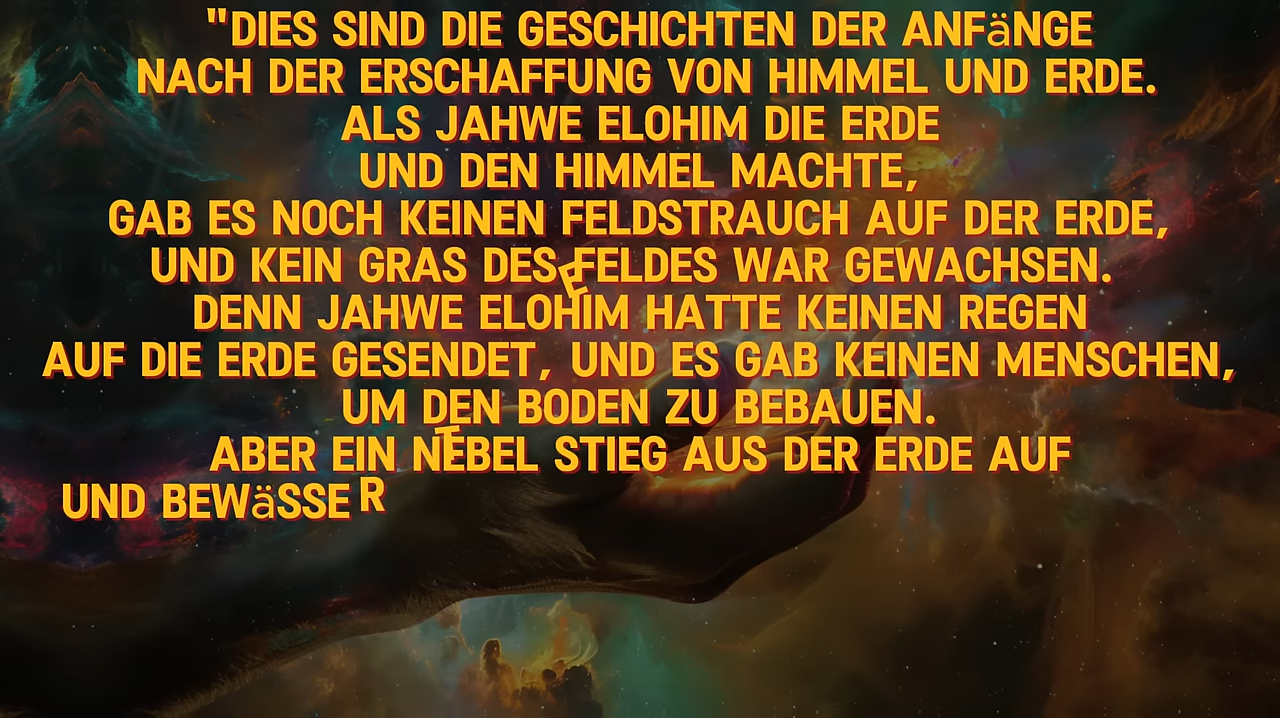 "DIES SIND DIE GESCHICHTEN DER ANFäNGE
NACH DER ERSCHAFFUNG VON HIMMEL UND ERDE.
ALS JAHWE ELOHIM DIE ERDE
UND DEN HIMMEL MACHTE,
GAB ES NOCH KEINEN FELDSTRAUCH AUF DER ERDE,
UND KEIN GRAS DES FELDES WAR GEWACHSEN.
DENN JAHWE ELOHIM HATTE KEINEN REGEN
AUF DIE ERDE GESENDET, UND ES GAB KEINEN MENSCHEN,
UM DEN BODEN ZU BEBAUEN.
ABER EIN NEBEL STIEG AUS DER ERDE AUF
UND BEWäSSER